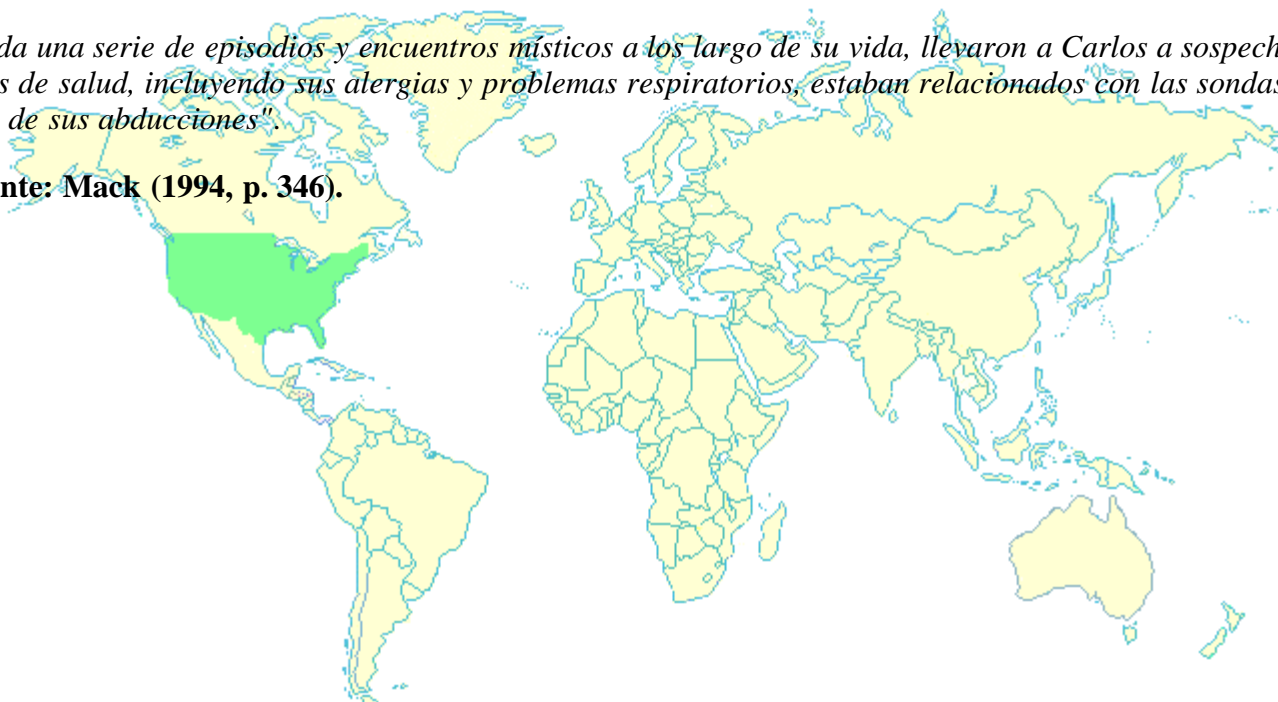 da una serie de episodios y encuentros místicos a los largo de su vida, llevaron a Carlos a sospech
s de salud, incluyendo sus alergias y problemas respiratorios, estaban relacionados con las sondas
de sus abducciones".
nte: Mack (1994, p. 346).